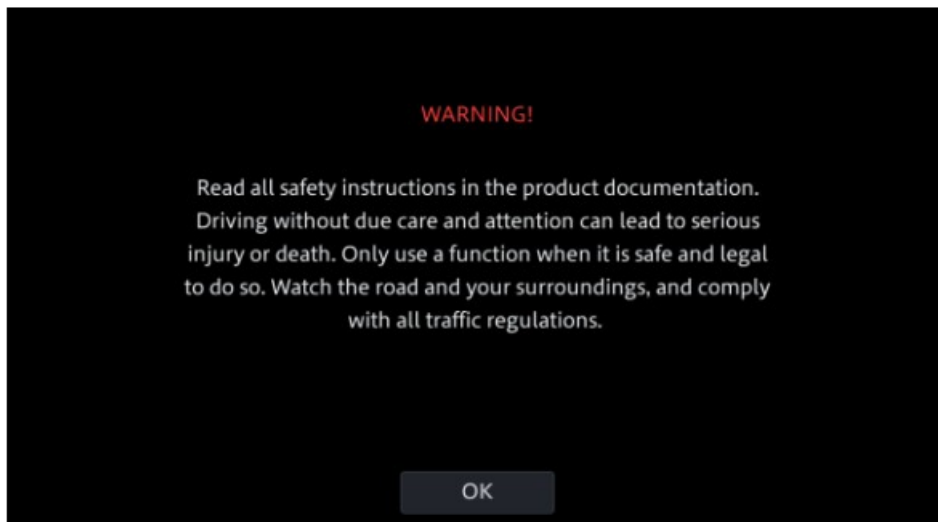 WARNING!
Read all safety instructions in the product documentation.
Driving without due care and attention can lead to serious
injury or death. Only use a function when it is safe and legal
to do so. Watch the road and your surroundings, and comply
with all traffic regulations.
OK